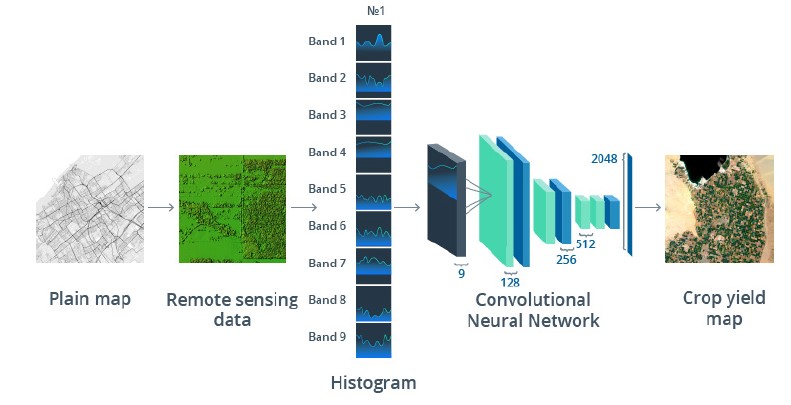 №1
Band 1
Band 2
Band 3
Band 4
Band 5
Band 6
Band 7
Band 8
Band 9
2048
512
256
9
128
Plain map
Remote sensing
data
Histogram
Convolutional
Neural Network
Crop yield
map